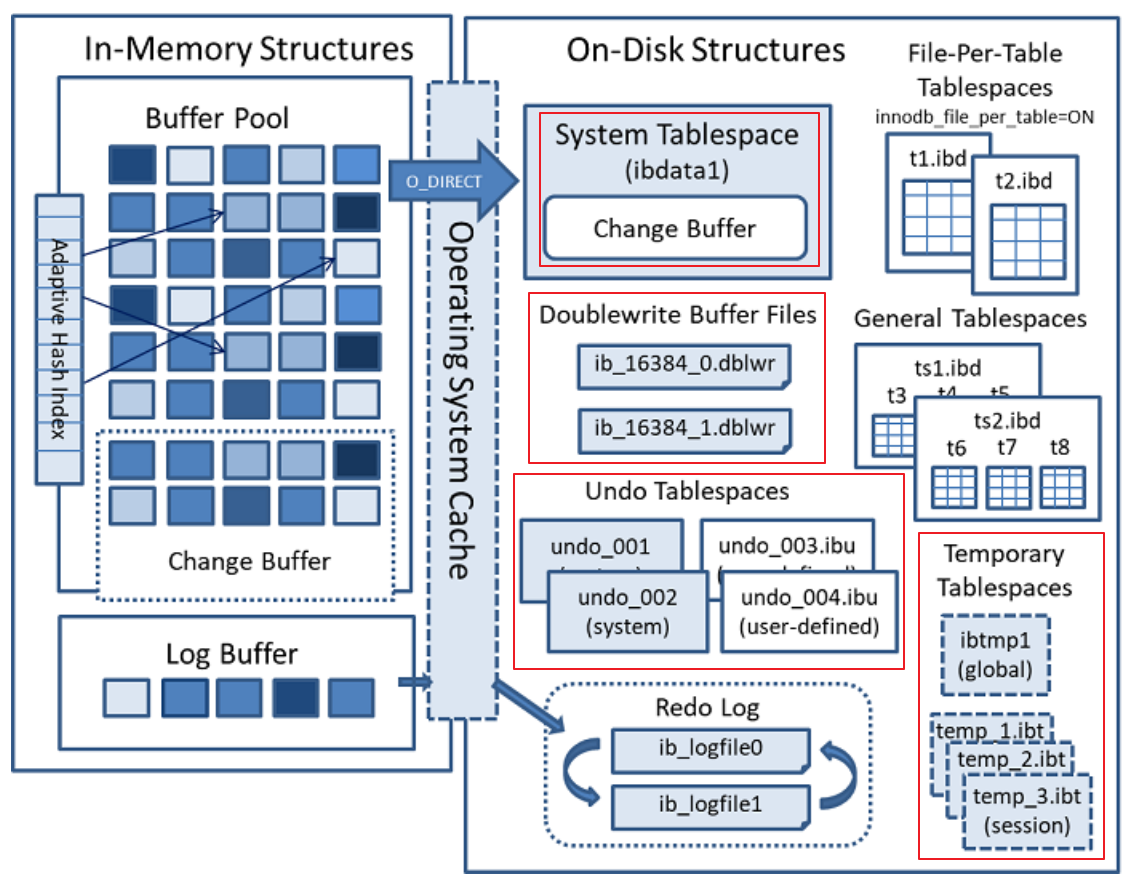 In-Memory Structures
Buffer Pool
Adaptive Hash Index
Change Buffer
Log Buffer
Operating System Cache
O_DIRECT
On-Disk Structures
System Tablespace
(ibdata1)
Change Buffer
Doublewrite Buffer Files
ib_16384_0.dblwr
ib_16384_1.dblwr
Undo Tablespaces
undo_001
undo_002
(system)
undo_003.ibu
undo_004.ibu
(user-defined)
Redo Log
ib_logfile0
ib_logfile1
File-Per-Table
Tablespaces
innodb_file_per_table=ON
t1.ibd
t2.ibd
General Tablespaces
ts1.ibd
t3 t4 t5
ts2.ibd
t6 t7 t8
Temporary
Tablespaces
ibtmp1
(global)
temp_1.ibt
temp_2.ibt
temp_3.ibt
(session)